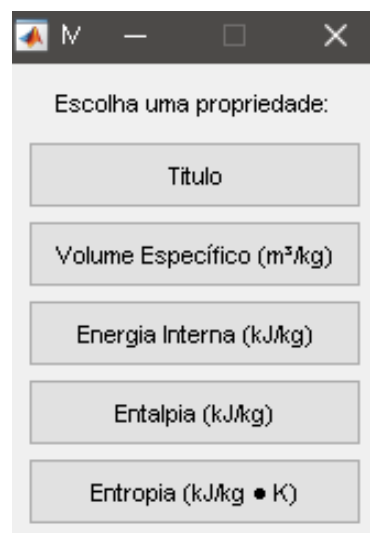 M
Escolha uma propriedade:
Titulo
Volume Específico (m³/kg)
Energia Interna (kJ/kg)
Entalpia (kJ/kg)
Entropia (kJ/kg ● K)